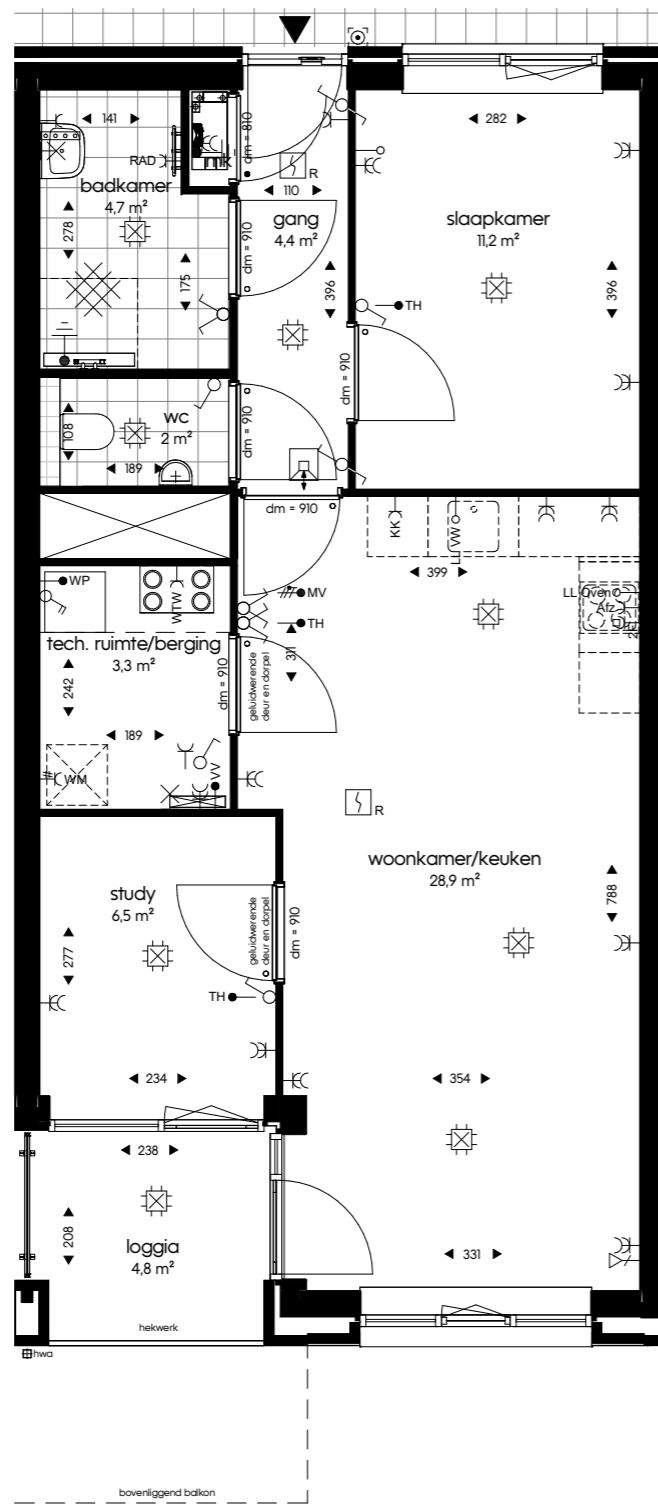 141
dm = 810
mk
RAD
R
110
282
badkamer
4,7 m²
gang
4,4 m²
slaapkamer
11,2 m²
278
175
dm = 910
396
396
TH
dm = 910
wc
2 m²
108
189
dm = 910
dm = 910
KK
LL VW
399
WP
WTW
MV
TH
LL Oven
Afz
311
tech. ruimte/berging
3,3 m²
242
dm = 910
geluidwerende
deur en dorpel
189
WM
VV
R
woonkamer/keuken
28,9 m²
788
study
6,5 m²
277
geluidwerende
deur en dorpel
dm = 910
TH
234
354
238
208
loggia
4,8 m²
331
hekwerk
hwa
bovenliggend balkon